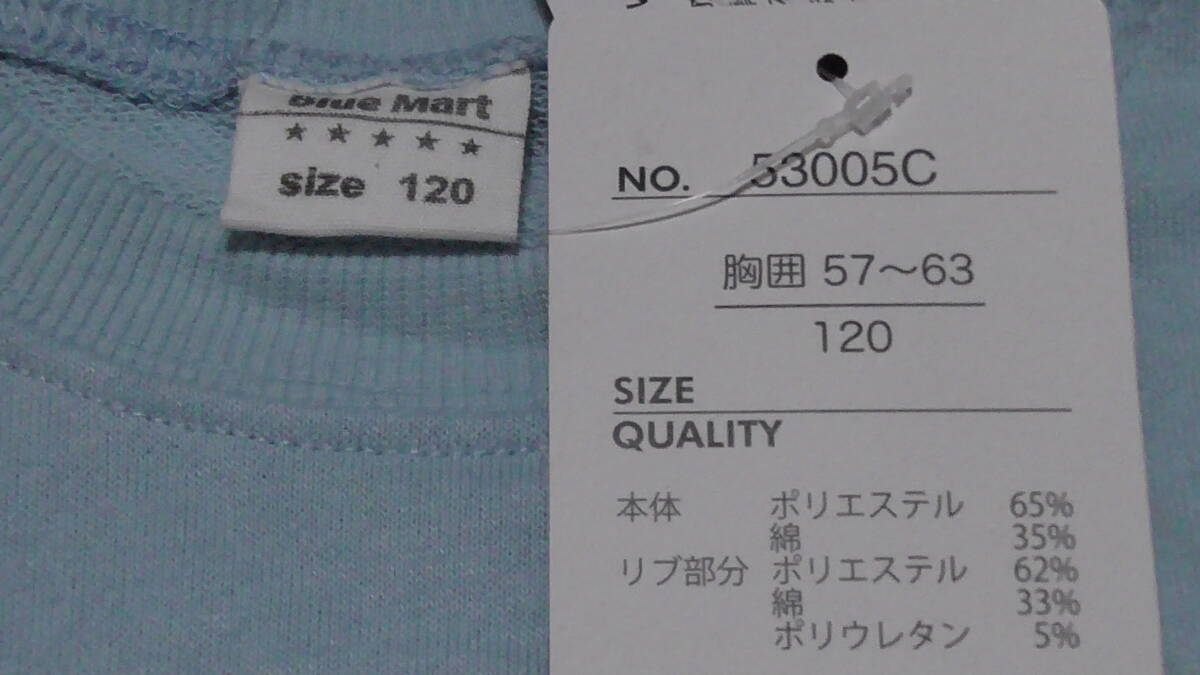 Blue Mart
size 120
NO. 53005C
胸囲 57～63
120
SIZE
QUALITY
本体 ポリエステル 65%
綿 35%
リブ部分 ポリエステル 62%
綿 33%
ポリウレタン 5%